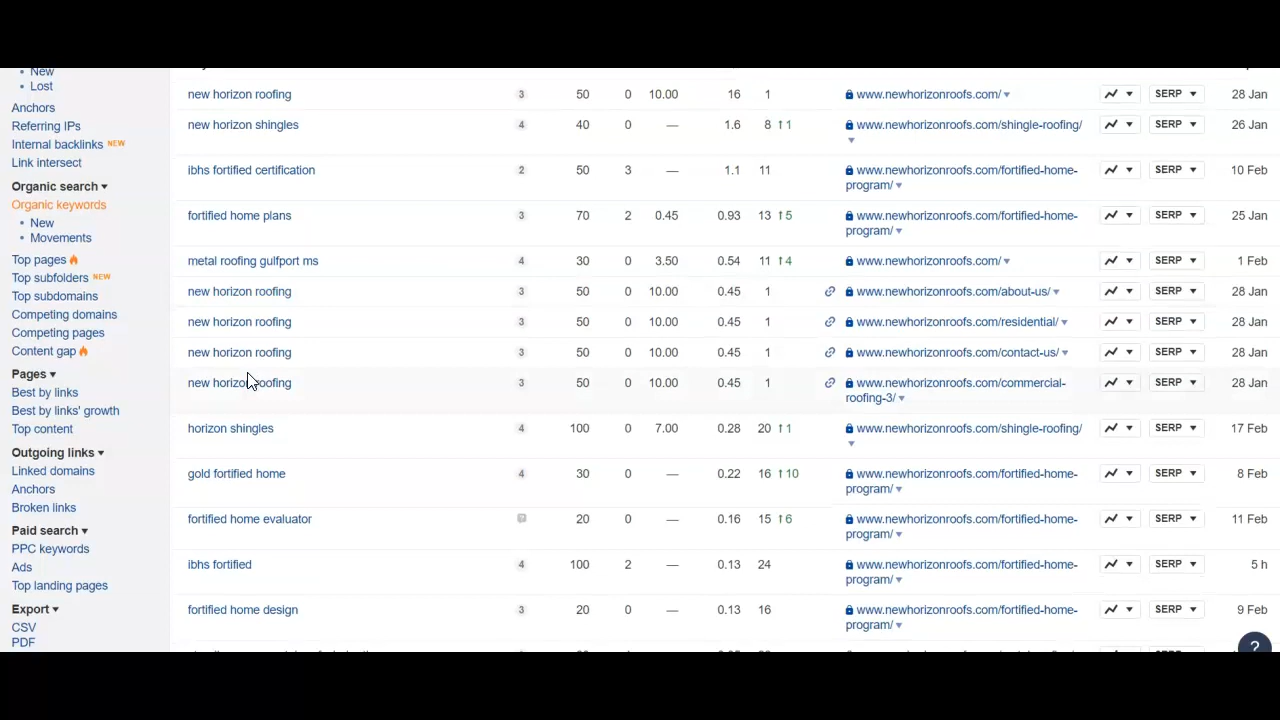 New
Lost
Anchors
Referring IPs
Internal backlinks NEW
Link intersect
Organic search
Organic keywords
New
Movements
Top pages
Top subfolders NEW
Top subdomains
Competing domains
Competing pages
Content gap
Pages
Best by links
Best by links' growth
Top content
Outgoing links
Linked domains
Anchors
Broken links
Paid search
PPC keywords
Ads
Top landing pages
Export
CSV
PDF
new horizon roofing 3 50 0 10.00 16 1 www.newhorizonroofs.com/ SERP 28 Jan
new horizon shingles 4 40 0 — 1.6 8 ↑1 www.newhorizonroofs.com/shingle-roofing/ SERP 26 Jan
ibhs fortified certification 2 50 3 — 1.1 11 www.newhorizonroofs.com/fortified-home- SERP 10 Feb
program/
fortified home plans 3 70 2 0.45 0.93 13 ↑5 www.newhorizonroofs.com/fortified-home- SERP 25 Jan
program/
metal roofing gulfport ms 4 30 0 3.50 0.54 11 ↑4 www.newhorizonroofs.com/ SERP 1 Feb
new horizon roofing 3 50 0 10.00 0.45 1 www.newhorizonroofs.com/about-us/ SERP 28 Jan
new horizon roofing 3 50 0 10.00 0.45 1 www.newhorizonroofs.com/residential/ SERP 28 Jan
new horizon roofing 3 50 0 10.00 0.45 1 www.newhorizonroofs.com/contact-us/ SERP 28 Jan
new horizon roofing 3 50 0 10.00 0.45 1 www.newhorizonroofs.com/commercial- SERP 28 Jan
roofing-3/
horizon shingles 4 100 0 7.00 0.28 20 ↑1 www.newhorizonroofs.com/shingle-roofing/ SERP 17 Feb
gold fortified home 4 30 0 — 0.22 16 ↑10 www.newhorizonroofs.com/fortified-home- SERP 8 Feb
program/
fortified home evaluator ? 20 0 — 0.16 15 ↑6 www.newhorizonroofs.com/fortified-home- SERP 11 Feb
program/
ibhs fortified 4 100 2 — 0.13 24 www.newhorizonroofs.com/fortified-home- SERP 5 h
program/
fortified home design 3 20 0 — 0.13 16 www.newhorizonroofs.com/fortified-home- SERP 9 Feb
program/
?